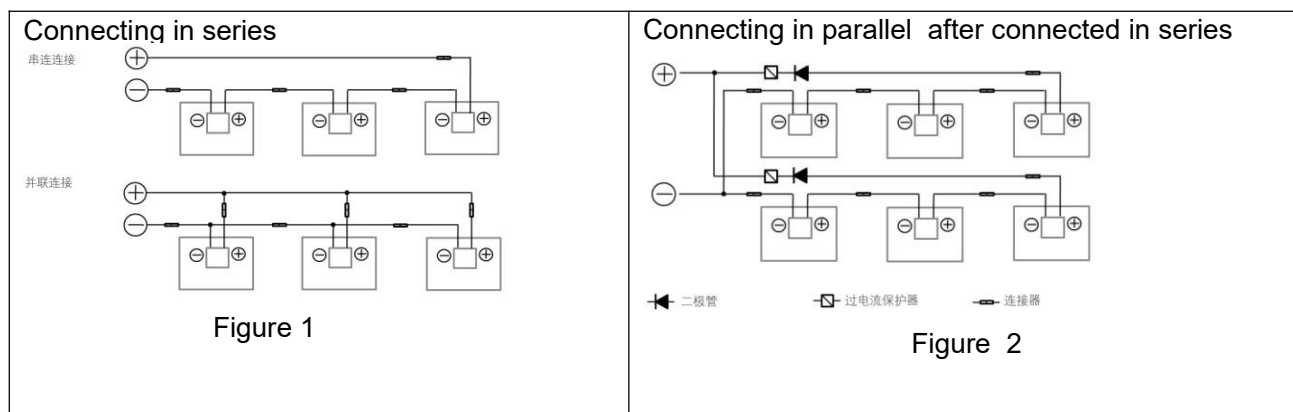 Connecting in series
串连连接
并联连接
Figure 1
Connecting in parallel after connected in series
二极管
过电流保护器
连接器
Figure 2